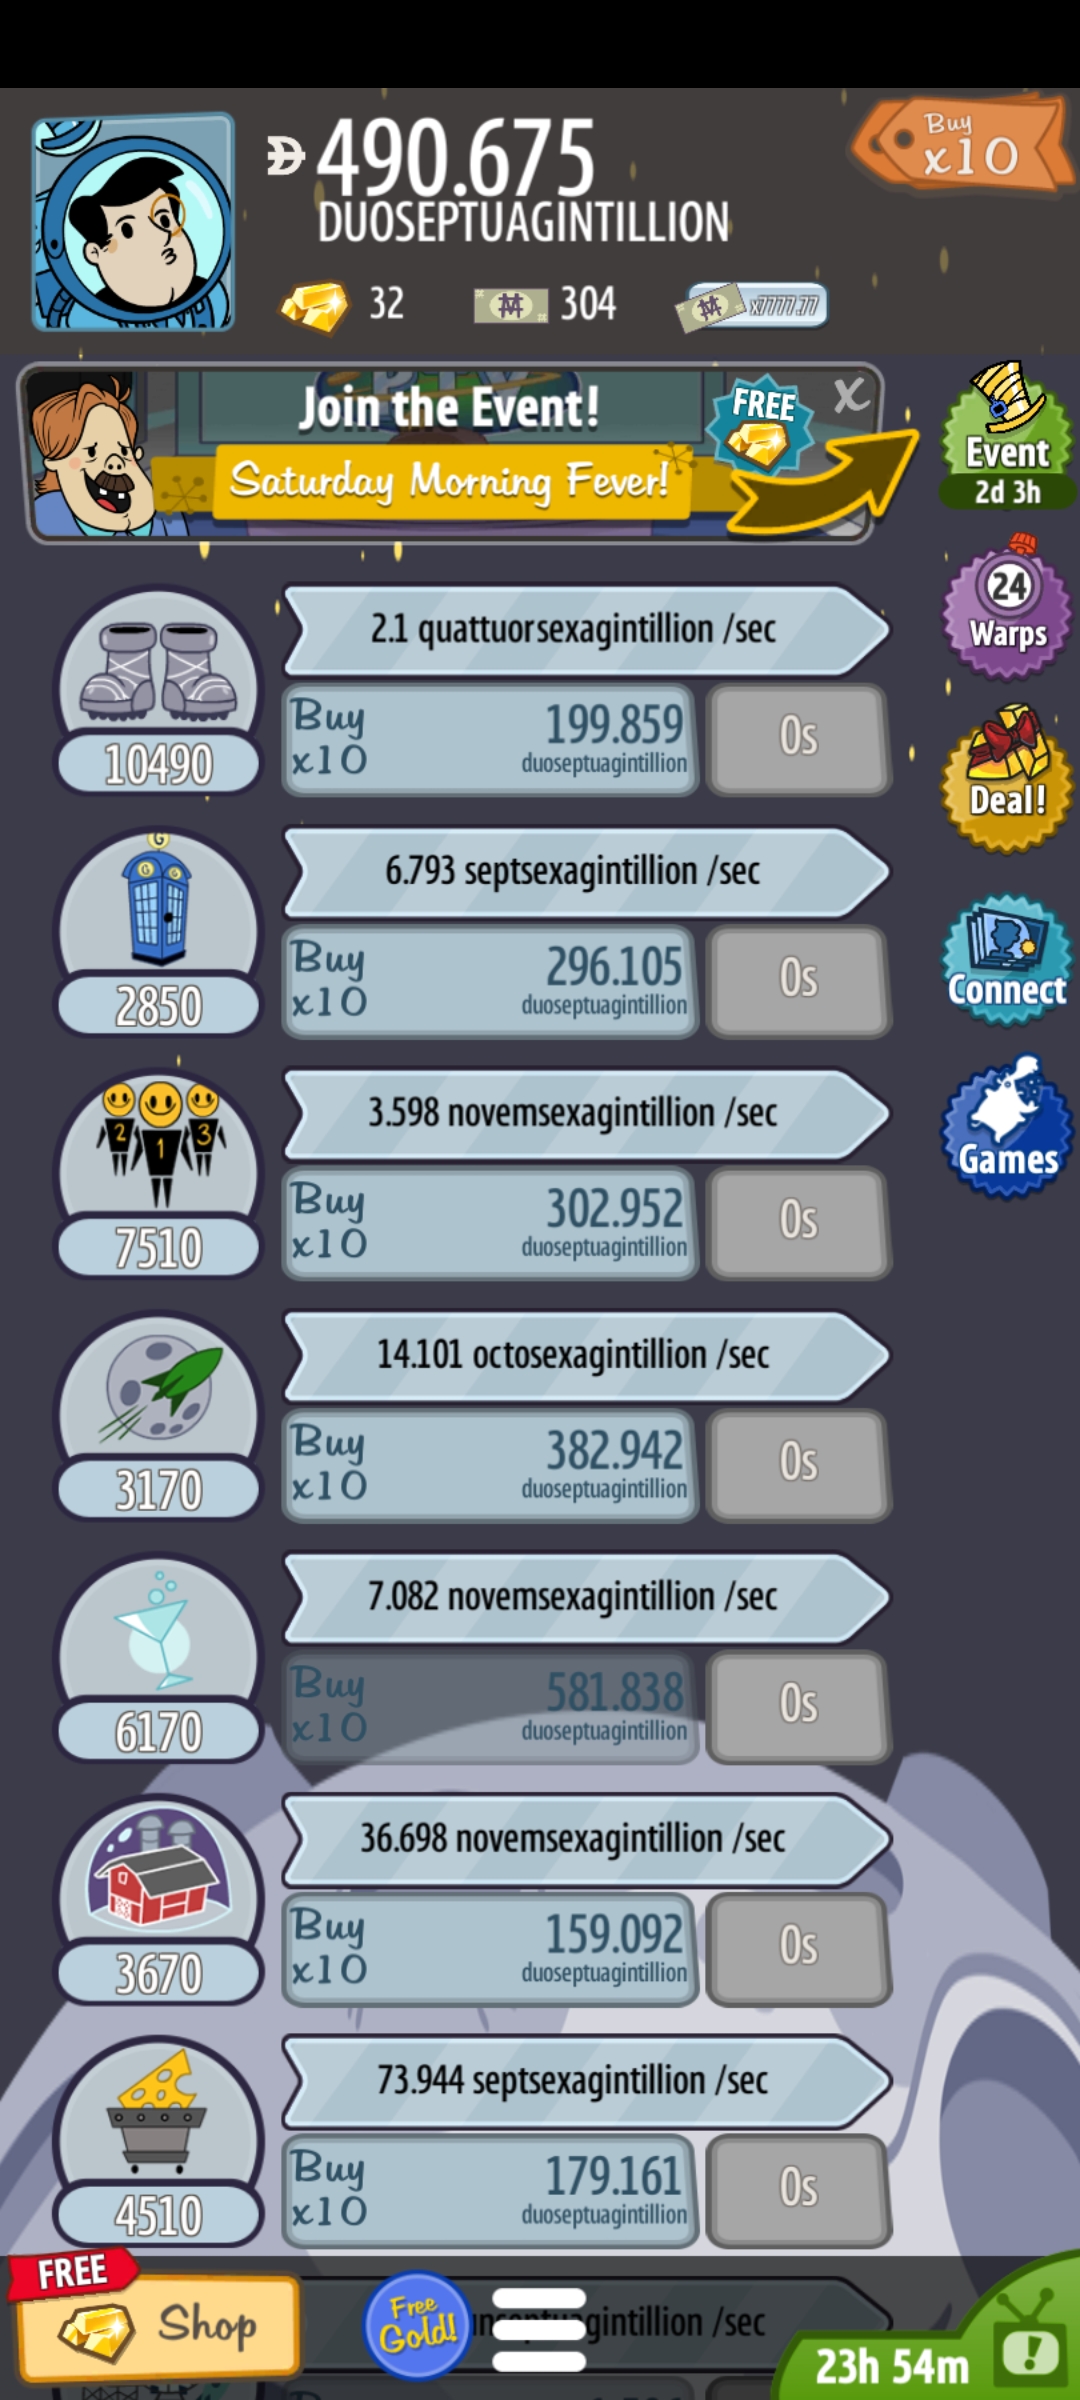 490.675
DUOSEPTUAGINTILLION
Buy
x10
32
304
x7777.77
Join the Event!
Saturday Morning Fever!
FREE
X
Event
2d 3h
24
Warps
Deal!
Connect
Games
2.1 quattuorsexagintillion /sec
Buy
x10
199.859
duoseptuagintillion
0s
10490
6.793 septsexagintillion /sec
Buy
x10
296.105
duoseptuagintillion
0s
2850
3.598 novemsexagintillion /sec
Buy
x10
302.952
duoseptuagintillion
0s
2 1 3
7510
14.101 octosexagintillion /sec
Buy
x10
382.942
duoseptuagintillion
0s
3170
7.082 novemsexagintillion /sec
Buy
x10
581.838
duoseptuagintillion
0s
6170
36.698 novemsexagintillion /sec
Buy
x10
159.092
duoseptuagintillion
0s
3670
73.944 septsexagintillion /sec
Buy
x10
179.161
duoseptuagintillion
0s
4510
FREE
Shop
Free
Gold!
/sec
23h 54m